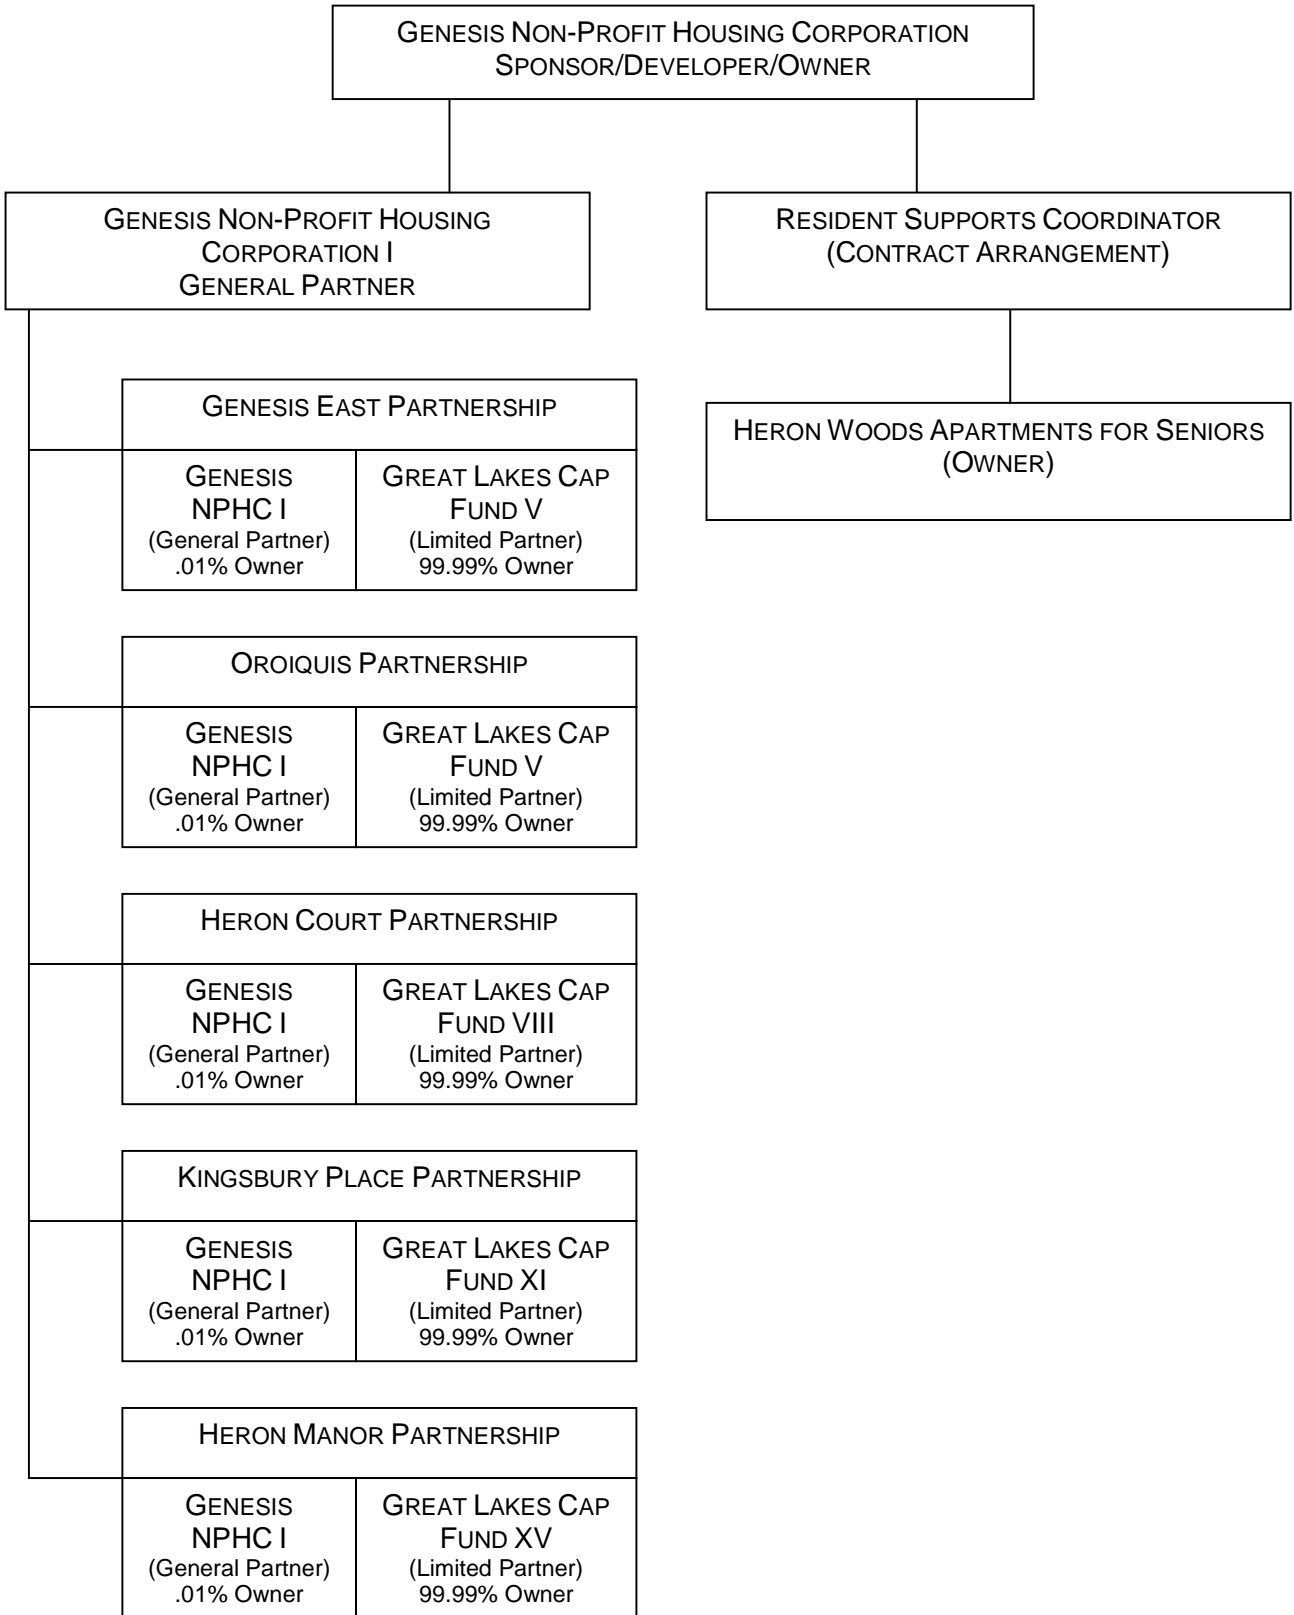 GENESIS NON-PROFIT HOUSING CORPORATION
SPONSOR/DEVELOPER/OWNER
GENESIS NON-PROFIT HOUSING
CORPORATION I
GENERAL PARTNER
RESIDENT SUPPORTS COORDINATOR
(CONTRACT ARRANGEMENT)
HERON WOODS APARTMENTS FOR SENIORS
(OWNER)
GENESIS EAST PARTNERSHIP
GENESIS
NPHC I
(General Partner)
.01% Owner
GREAT LAKES CAP
FUND V
(Limited Partner)
99.99% Owner
OROIQUIS PARTNERSHIP
GENESIS
NPHC I
(General Partner)
.01% Owner
GREAT LAKES CAP
FUND V
(Limited Partner)
99.99% Owner
HERON COURT PARTNERSHIP
GENESIS
NPHC I
(General Partner)
.01% Owner
GREAT LAKES CAP
FUND VIII
(Limited Partner)
99.99% Owner
KINGSBURY PLACE PARTNERSHIP
GENESIS
NPHC I
(General Partner)
.01% Owner
GREAT LAKES CAP
FUND XI
(Limited Partner)
99.99% Owner
HERON MANOR PARTNERSHIP
GENESIS
NPHC I
(General Partner)
.01% Owner
GREAT LAKES CAP
FUND XV
(Limited Partner)
99.99% Owner